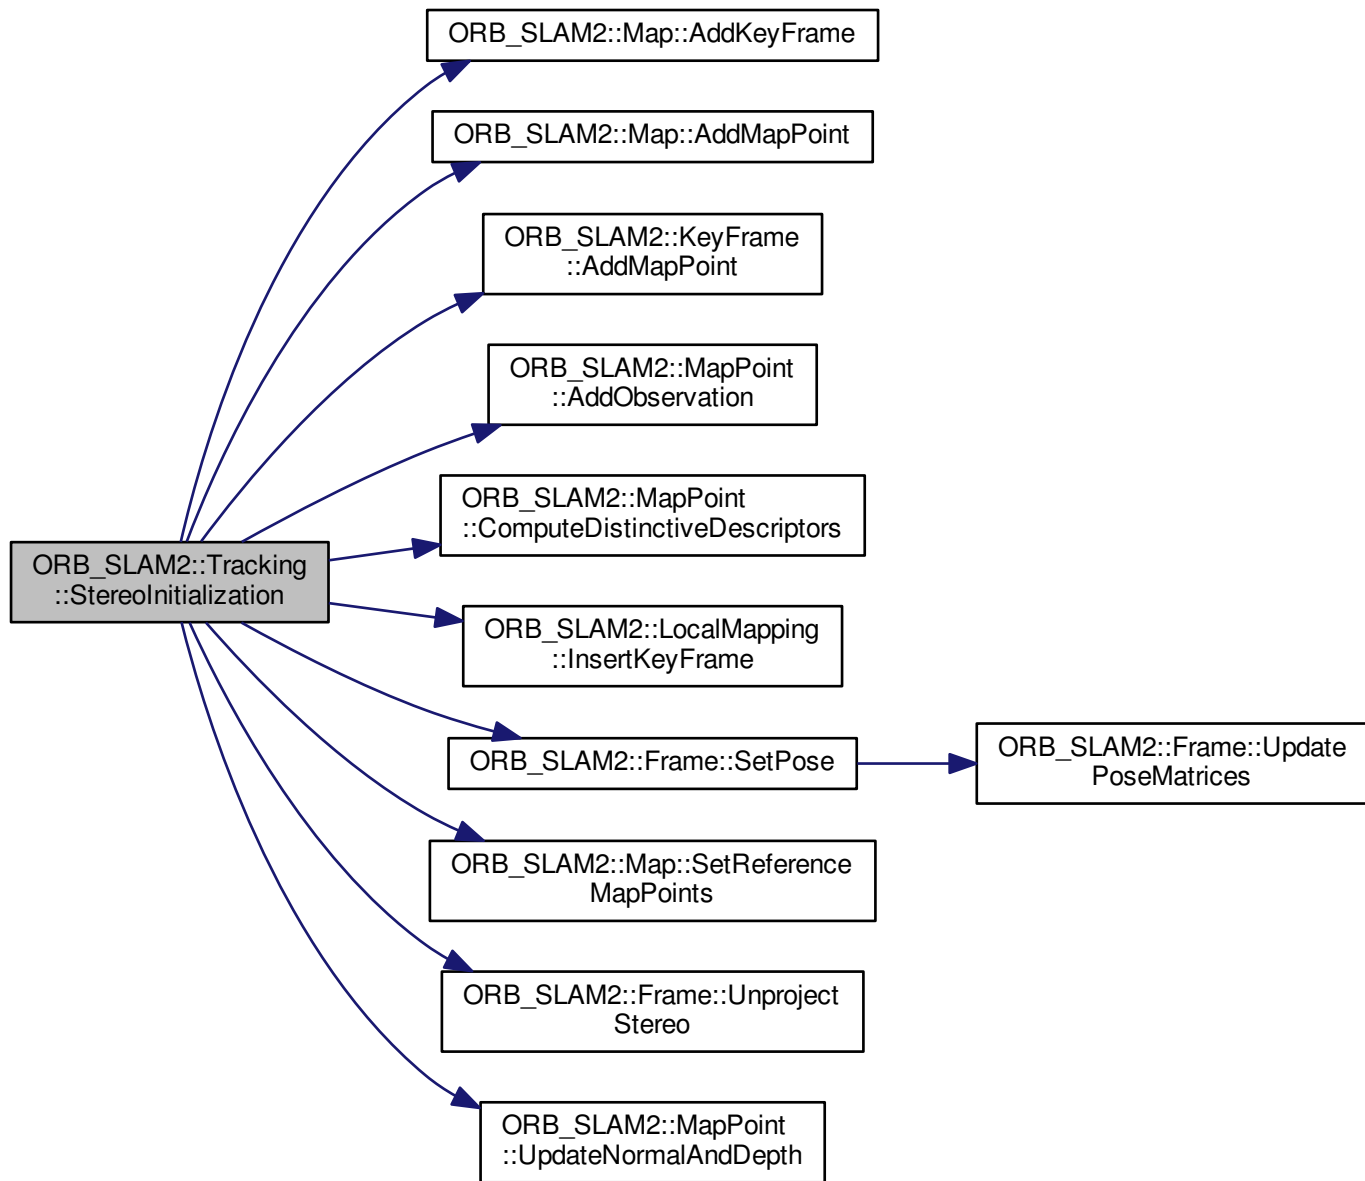 ORB_SLAM2::Map::AddKeyFrame
ORB_SLAM2::Map::AddMapPoint
ORB_SLAM2::KeyFrame
::AddMapPoint
ORB_SLAM2::MapPoint
::AddObservation
ORB_SLAM2::MapPoint
::ComputeDistinctiveDescriptors
ORB_SLAM2::Tracking
::StereoInitialization
ORB_SLAM2::LocalMapping
::InsertKeyFrame
ORB_SLAM2::Frame::SetPose
ORB_SLAM2::Frame::Update
PoseMatrices
ORB_SLAM2::Map::SetReference
MapPoints
ORB_SLAM2::Frame::Unproject
Stereo
ORB_SLAM2::MapPoint
::UpdateNormalAndDepth